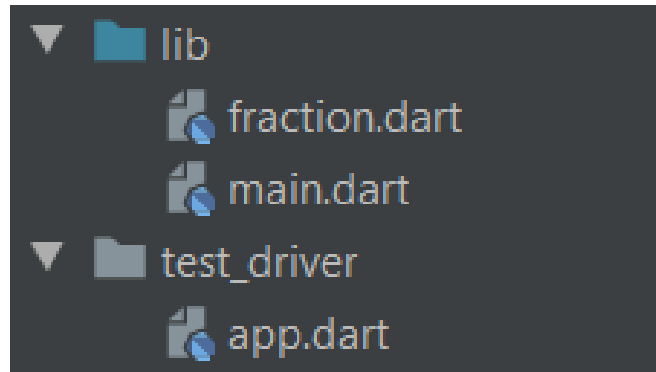 lib
fraction.dart
main.dart
test_driver
app.dart